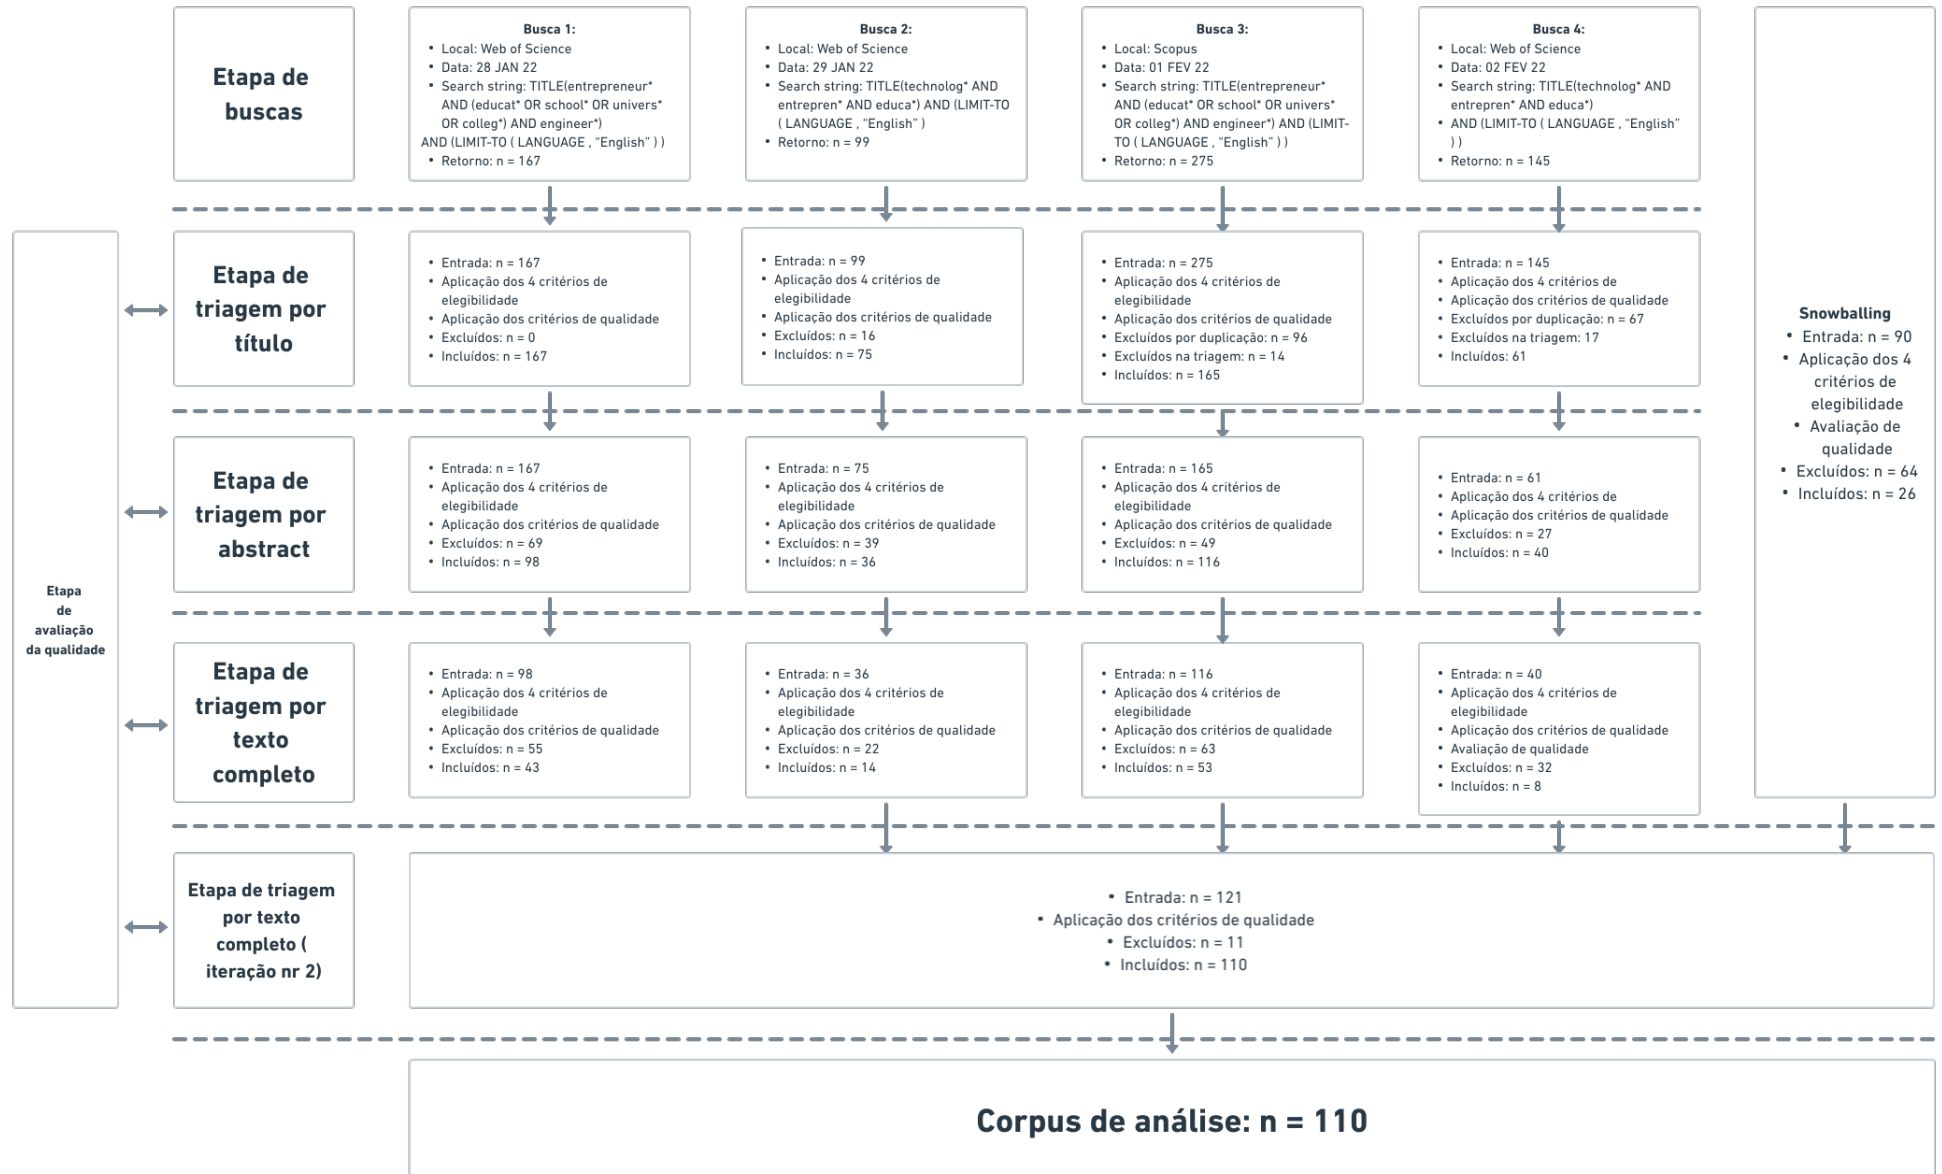 Etapa de
buscas
Busca 1:
• Local: Web of Science
• Data: 28 JAN 22
• Search string: TITLE(entrepreneur*
AND (educat* OR school* OR univers*
OR colleg*) AND engineer*)
AND (LIMIT-TO ( LANGUAGE , "English" ) )
• Retorno: n = 167
Busca 2:
• Local: Web of Science
• Data: 29 JAN 22
• Search string: TITLE(technolog* AND
entrepren* AND educa*) AND (LIMIT-TO
( LANGUAGE , "English" )
• Retorno: n = 99
Busca 3:
• Local: Scopus
• Data: 01 FEV 22
• Search string: TITLE(entrepreneur*
AND (educat* OR school* OR univers*
OR colleg*) AND engineer*) AND (LIMIT-
TO ( LANGUAGE , "English" ) )
• Retorno: n = 275
Busca 4:
• Local: Web of Science
• Data: 02 FEV 22
• Search string: TITLE(technolog* AND
entrepren* AND educa*)
• AND (LIMIT-TO ( LANGUAGE , "English"
) )
• Retorno: n = 145
Snowballing
• Entrada: n = 90
• Aplicação dos 4
critérios de
elegibilidade
• Avaliação de
qualidade
• Excluídos: n = 64
• Incluídos: n = 26
Etapa
de
avaliação
da qualidade
Etapa de
triagem por
título
• Entrada: n = 167
• Aplicação dos 4 critérios de
elegibilidade
• Aplicação dos critérios de qualidade
• Excluídos: n = 0
• Incluídos: n = 167
• Entrada: n = 99
• Aplicação dos 4 critérios de
elegibilidade
• Aplicação dos critérios de qualidade
• Excluídos: n = 16
• Incluídos: n = 75
• Entrada: n = 275
• Aplicação dos 4 critérios de
elegibilidade
• Aplicação dos critérios de qualidade
• Excluídos por duplicação: n = 96
• Excluídos na triagem: n = 14
• Incluídos: n = 165
• Entrada: n = 145
• Aplicação dos 4 critérios de
• Aplicação dos critérios de qualidade
• Excluídos por duplicação: n = 67
• Excluídos na triagem: 17
• Incluídos: 61
Etapa de
triagem por
abstract
• Entrada: n = 167
• Aplicação dos 4 critérios de
elegibilidade
• Aplicação dos critérios de qualidade
• Excluídos: n = 69
• Incluídos: n = 98
• Entrada: n = 75
• Aplicação dos 4 critérios de
elegibilidade
• Aplicação dos critérios de qualidade
• Excluídos: n = 39
• Incluídos: n = 36
• Entrada: n = 165
• Aplicação dos 4 critérios de
elegibilidade
• Aplicação dos critérios de qualidade
• Excluídos: n = 49
• Incluídos: n = 116
• Entrada: n = 61
• Aplicação dos 4 critérios de
• Aplicação dos critérios de qualidade
• Excluídos: n = 27
• Incluídos: n = 40
Etapa de
triagem por
texto
completo
• Entrada: n = 98
• Aplicação dos 4 critérios de
elegibilidade
• Aplicação dos critérios de qualidade
• Excluídos: n = 55
• Incluídos: n = 43
• Entrada: n = 36
• Aplicação dos 4 critérios de
elegibilidade
• Aplicação dos critérios de qualidade
• Excluídos: n = 22
• Incluídos: n = 14
• Entrada: n = 116
• Aplicação dos 4 critérios de
elegibilidade
• Aplicação dos critérios de qualidade
• Excluídos: n = 63
• Incluídos: n = 53
• Entrada: n = 40
• Aplicação dos 4 critérios de
elegibilidade
• Aplicação dos critérios de qualidade
• Avaliação de qualidade
• Excluídos: n = 32
• Incluídos: n = 8
Etapa de triagem
por texto
completo (
iteração nr 2)
• Entrada: n = 121
• Aplicação dos critérios de qualidade
• Excluídos: n = 11
• Incluídos: n = 110
Corpus de análise: n = 110